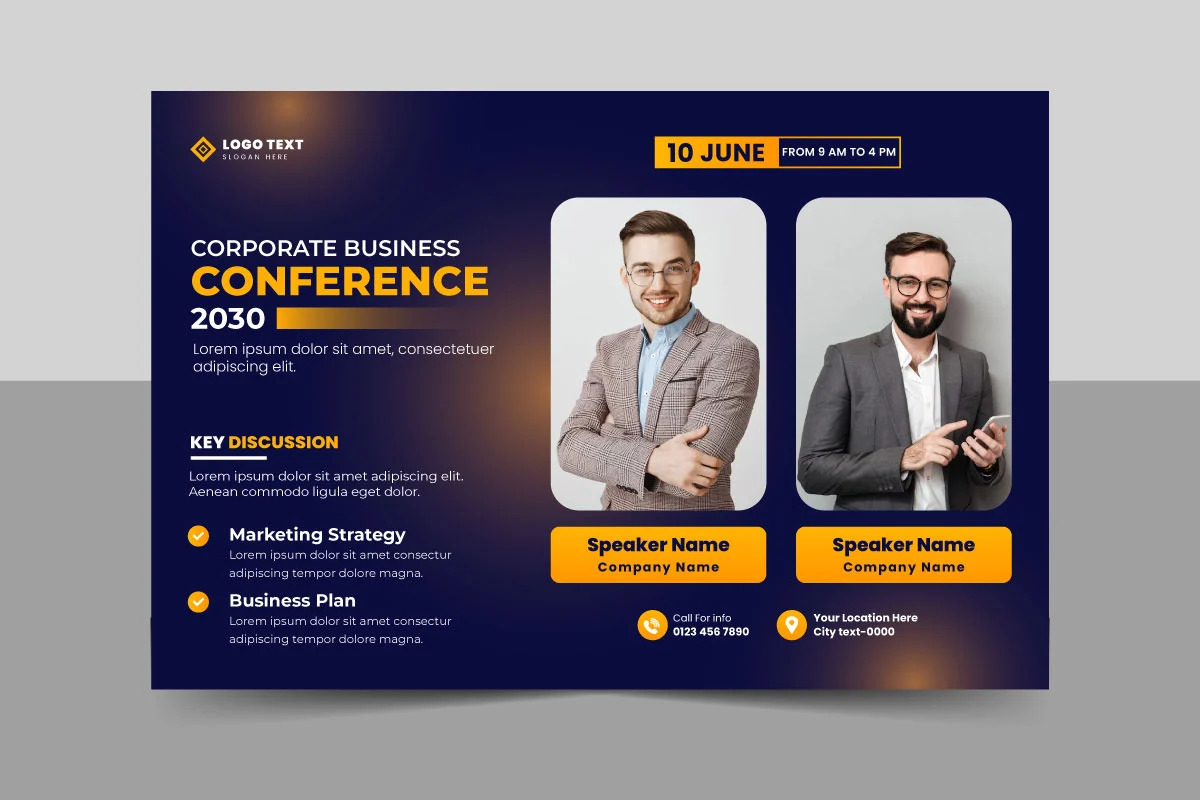 LOGO TEXT
SLOGAN HERE
10 JUNE
FROM 9 AM TO 4 PM
CORPORATE BUSINESS
CONFERENCE
2030
Lorem ipsum dolor sit amet, consectetuer
adipiscing elit.
KEY DISCUSSION
Lorem ipsum dolor sit amet adipiscing elit.
Aenean commodo ligula eget dolor.
Marketing Strategy
Lorem ipsum dolor sit amet consectur
adipiscing tempor dolore magna.
Business Plan
Lorem ipsum dolor sit amet consectur
adipiscing tempor dolore magna.
Speaker Name
Company Name
Speaker Name
Company Name
Call For info
0123 456 7890
Your Location Here
City text-0000